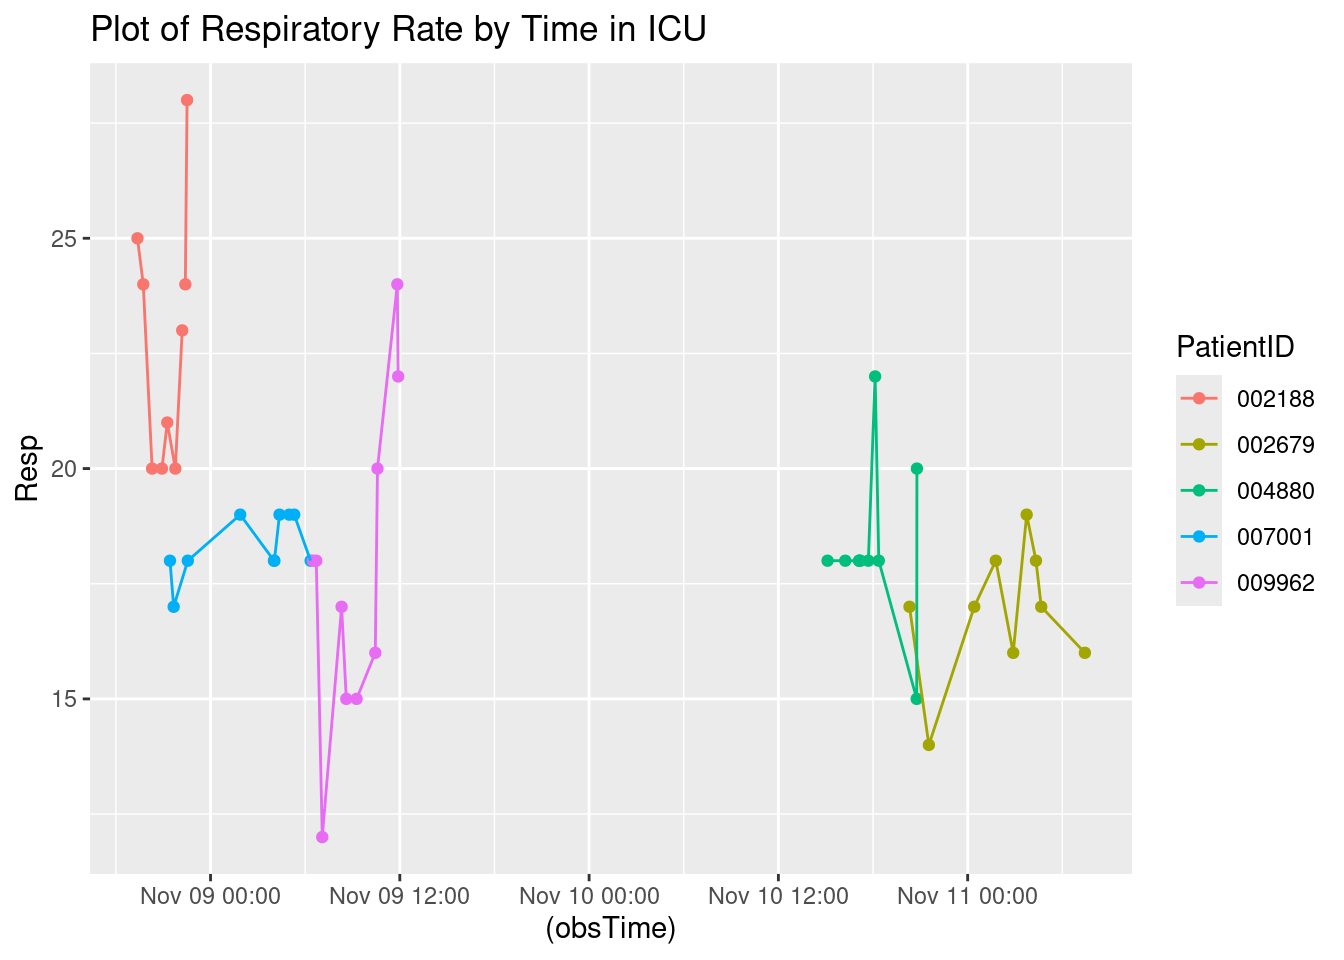 Plot of Respiratory Rate by Time in ICU
Resp
25
20
15
Nov 09 00:00 Nov 09 12:00 Nov 10 00:00 Nov 10 12:00 Nov 11 00:00
(obsTime)
PatientID
002188
002679
004880
007001
009962